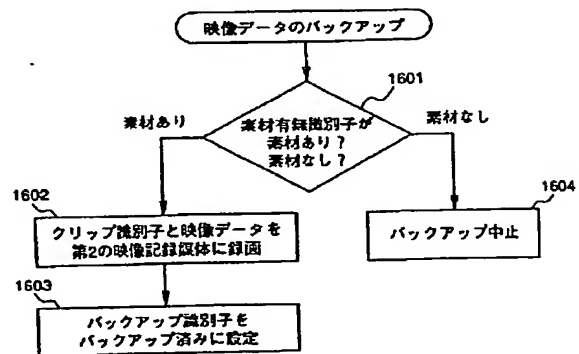 映像データのバックアップ
1601
素材有無識別子が
素材あり?
素材なし?
素材あり
素材なし
1602
クリップ識別子と映像データを
第2の映像記録媒体に録画
1604
バックアップ中止
1603
バックアップ識別子を
バックアップ済みに設定